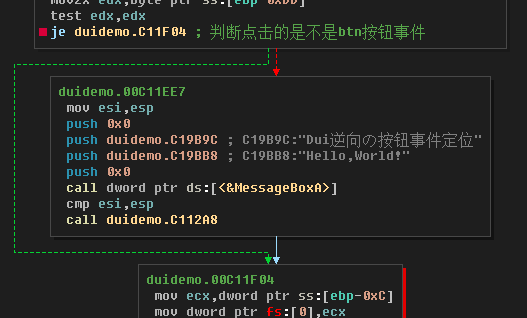 movzx edx,byte ptr ss:[ebp-0xDD]
test edx,edx
je duidemo.C11F04 ; 判断点击的是不是btn按钮事件
duidemo.00C11EE7
mov esi,esp
push 0x0
push duidemo.C19B9C ; C19B9C:"Dui逆向の按钮事件定位"
push duidemo.C19BB8 ; C19BB8:"Hello,World!"
push 0x0
call dword ptr ds:[<&MessageBoxA>]
cmp esi,esp
call duidemo.C112A8
duidemo.00C11F04
mov ecx,dword ptr ss:[ebp-0xC]
mov dword ptr fs:[0],ecx